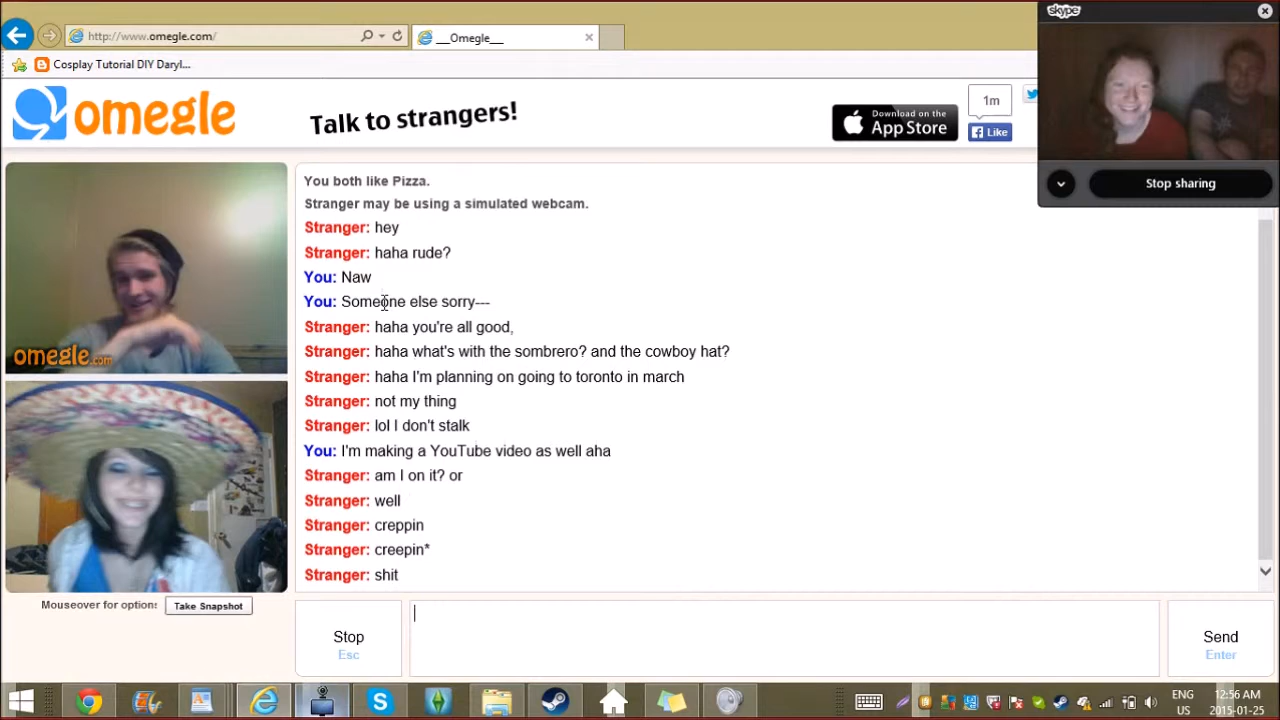 skype
http://www.omegle.com/
__Omegle__
Cosplay Tutorial DIY Daryl...
omegle
Talk to strangers!
Download on the
App Store
1m
Like
Stop sharing
You both like Pizza.
Stranger may be using a simulated webcam.
Stranger: hey
Stranger: haha rude?
You: Naw
You: Someone else sorry---
Stranger: haha you're all good,
Stranger: haha what's with the sombrero? and the cowboy hat?
Stranger: haha I'm planning on going to toronto in march
Stranger: not my thing
Stranger: lol I don't stalk
You: I'm making a YouTube video as well aha
Stranger: am I on it? or
Stranger: well
Stranger: creppin
Stranger: creepin*
Stranger: shit
omegle.com
Mouseover for options
Take Snapshot
Stop
Esc
Send
Enter
ENG
US
12:56 AM
2015-01-25